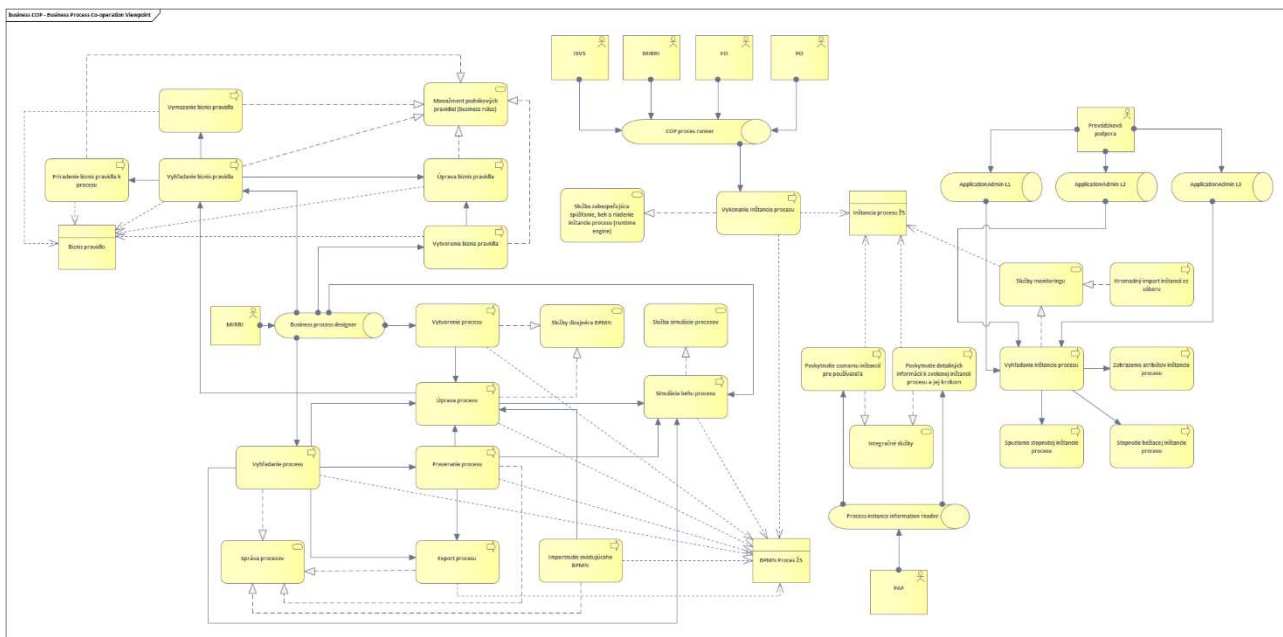 business COP - Business Process Co-operation Viewpoint
ISVS
MIRRI
FO
PO
Manažment podnikových
pravidiel (business rules)
Vymazanie biznis pravidla
COP proces runner
Prevádzková
podpora
Priradenie biznis pravidla k
procesu
Vyhľadanie biznis pravidla
Úprava biznis pravidla
ApplicationAdmin L1
ApplicationAdmin L2
ApplicationAdmin L3
Služba zabezpečujúca
spúšťanie, beh a riadenie
inštancie procesu (runtime
engine)
Vykonanie inštancie procesu
Inštancia procesu ŽS
Biznis pravidlo
Vytvorenie biznis pravidla
Služby monitoringu
Hromadný import inštancií zo
súboru
MIRRI
Business process designer
Vytvorenie procesu
Služby dizajnéra BPMN
Služba simulácie procesov
Poskytnutie zoznamu inštancií
pre používateľa
Poskytnutie detailných
informácií k zvolenej inštancii
procesu a jej krokom
Vyhľadanie inštancie procesu
Zobrazenie atribútov inštancie
procesu
Úprava procesu
Simulácia behu procesu
Integračné služby
Spustenie stopnutej inštancie
procesu
Stopnutie bežiacej inštancie
procesu
Vyhľadanie procesu
Prezeranie procesu
Process instance information reader
Správa procesov
Export procesu
Importnutie existujúceho
BPMN
BPMN Proces ŽS
PAP